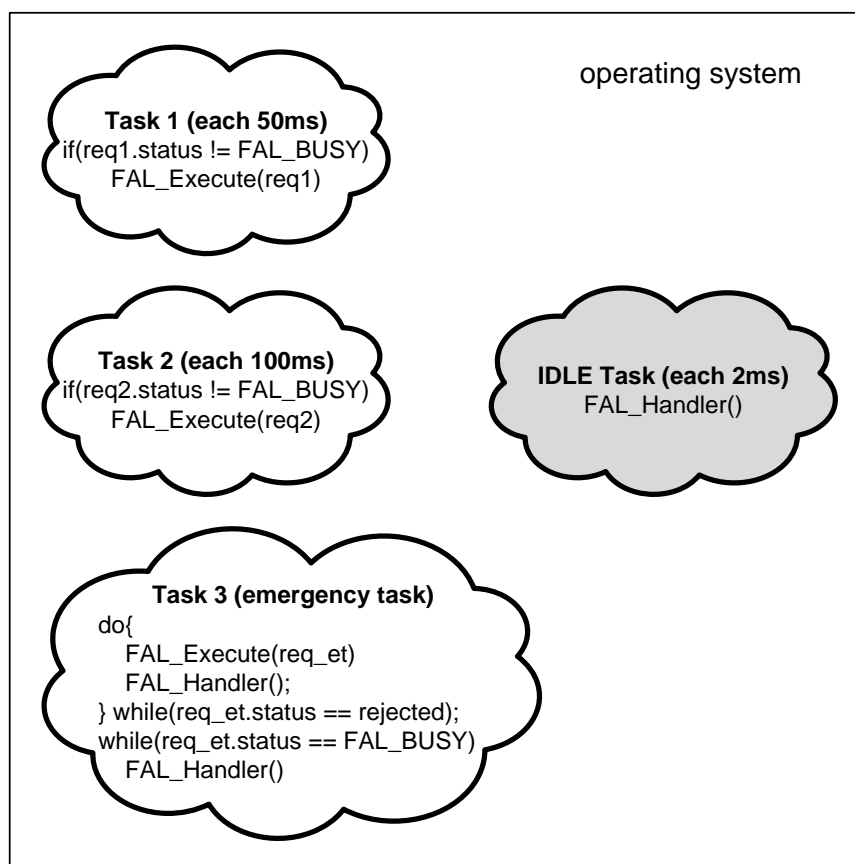 operating system
Task 1 (each 50ms)
if(req1.status != FAL_BUSY)
FAL_Execute(req1)
Task 2 (each 100ms)
if(req2.status != FAL_BUSY)
FAL_Execute(req2)
IDLE Task (each 2ms)
FAL_Handler()
Task 3 (emergency task)
do{
FAL_Execute(req_et)
FAL_Handler();
} while(req_et.status == rejected);
while(req_et.status == FAL_BUSY)
FAL_Handler()